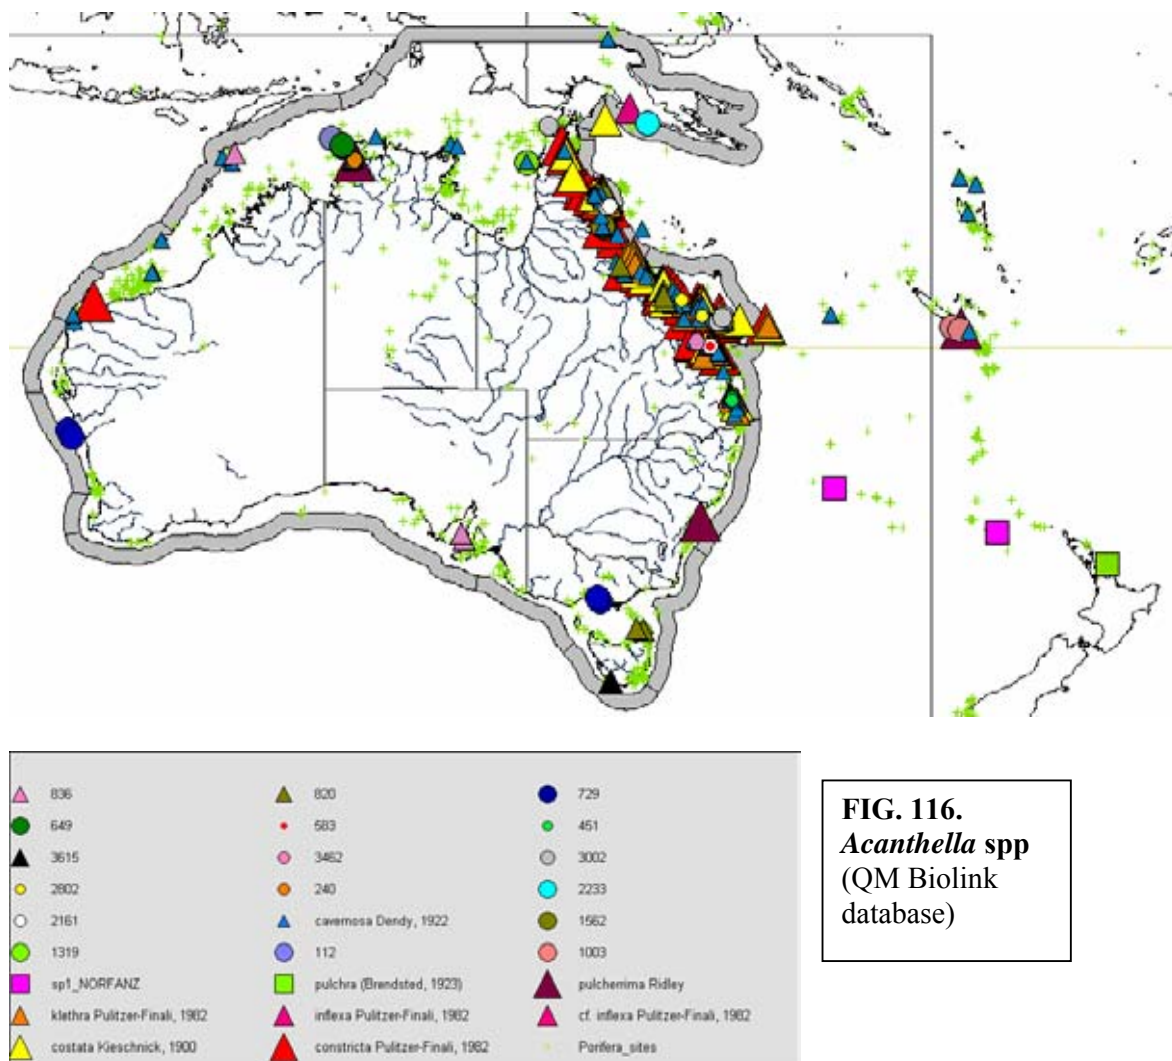 836 820 729
649 583 451
3615 3462 3002
2802 240 2233
2161 cavernosa Dendy, 1922 1562
1319 112 1003
sp1_NORFANZ pulchra (Brendsted, 1923) pulcherrima Ridley
klethra Pulitzer-Finali, 1982 inflexa Pulitzer-Finali, 1982 cf. inflexa Pulitzer-Finali, 1982
costata Kieschnick, 1900 constricta Pulitzer-Finali, 1982 Porifera_sites
FIG. 116.
Acanthella spp
(QM Biolink
database)